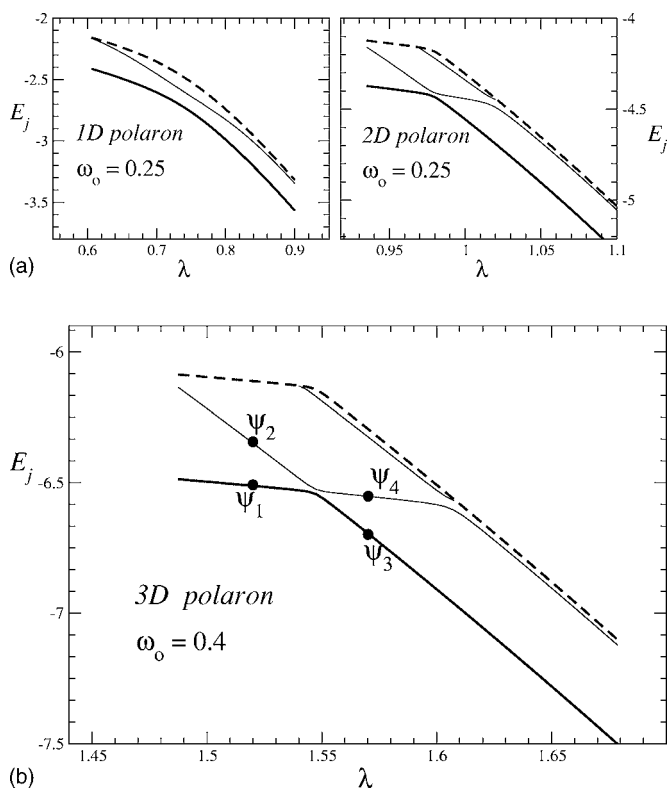 -2
-2.5
E_j
-3
-3.5
1D polaron
ω_o = 0.25
0.6 0.7 0.8 0.9
λ
-4
-4.5
E_j
-5
2D polaron
ω_o = 0.25
0.95 1 1.05 1.1
λ
(a)
-6
E_j
-6.5
-7
-7.5
ψ_2
ψ_1
ψ_4
ψ_3
3D polaron
ω_o = 0.4
1.45 1.5 1.55 1.6 1.65
λ
(b)